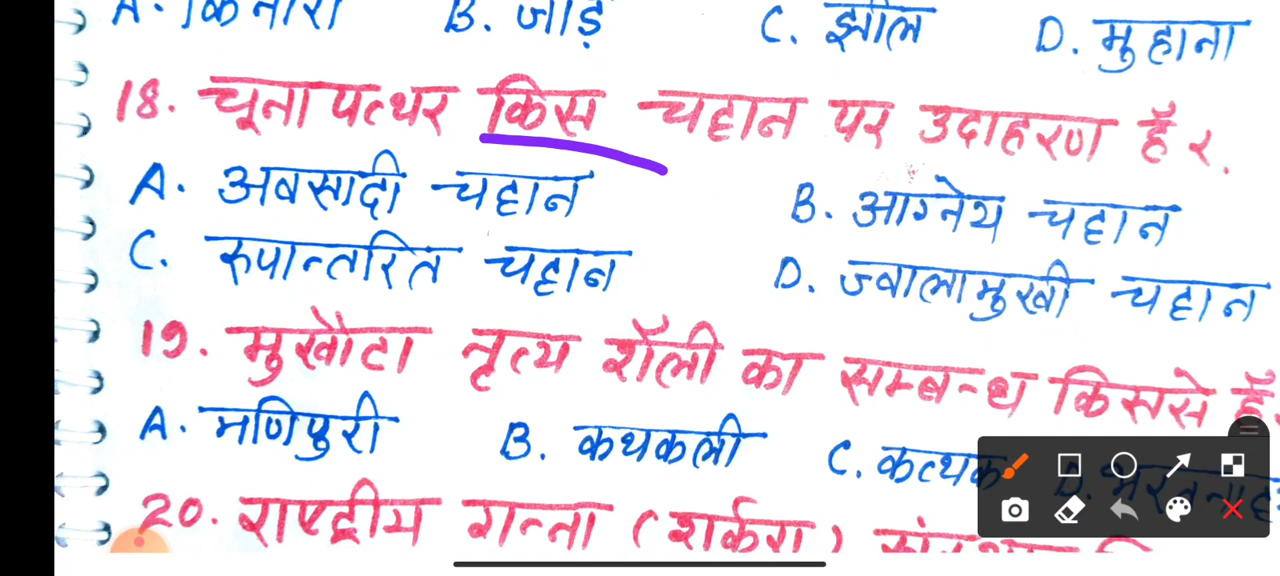 A. किनारा B. जोड़ C. झील D. मुहाना
18. चूना पत्थर किस चट्टान पर उदाहरण है ?
A. अवसादी चट्टान B. आग्नेय चट्टान
C. रुपान्तरित चट्टान D. ज्वालामुखी चट्टान
19. मुखौटा नृत्य शैली का सम्बन्ध किससे है
A. मणिपुरी B. कथकली C. कत्थक
20. राष्ट्रीय गन्ना (शर्करा)